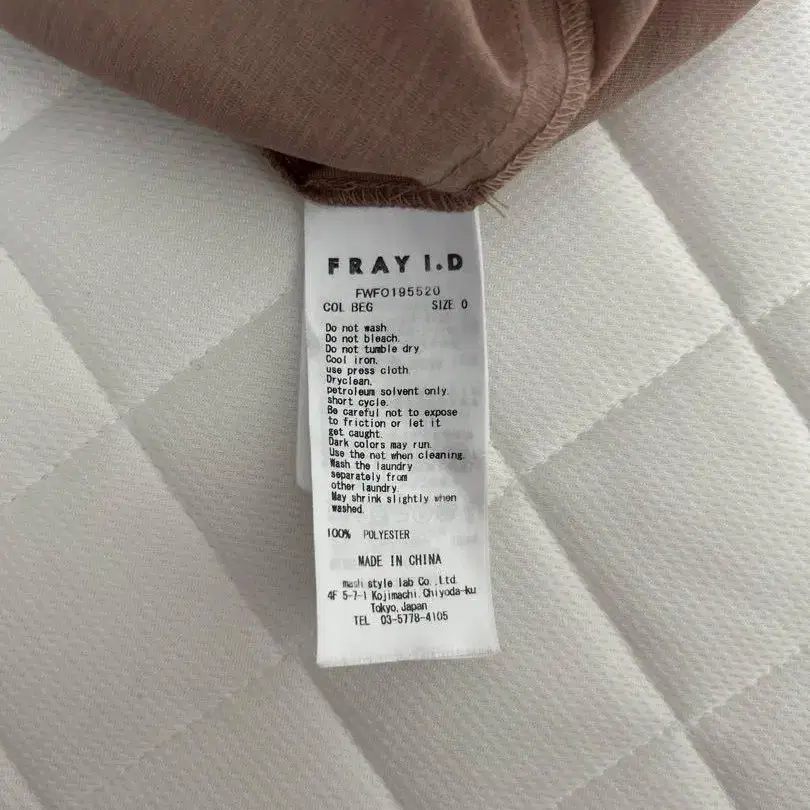 FRAY I.D
FWFO195520
COL BEG SIZE 0
Do not wash
Do not bleach.
Do not tumble dry
Cool iron.
use press cloth
Dryclean.
petroleum solvent only.
short cycle.
Be careful not to expose
to friction or let it
get caught.
Dark colors may run.
Use the not when cleaning.
Wash the laundry
separately from
other laundry.
May shrink slightly when
washed.
100% POLYESTER
MADE IN CHINA
mash style lab Co.,Ltd.
4F 5-7-1 Kojimachi.Chiyoda-ku
Tokyo,Japan
TEL 03-5778-4105